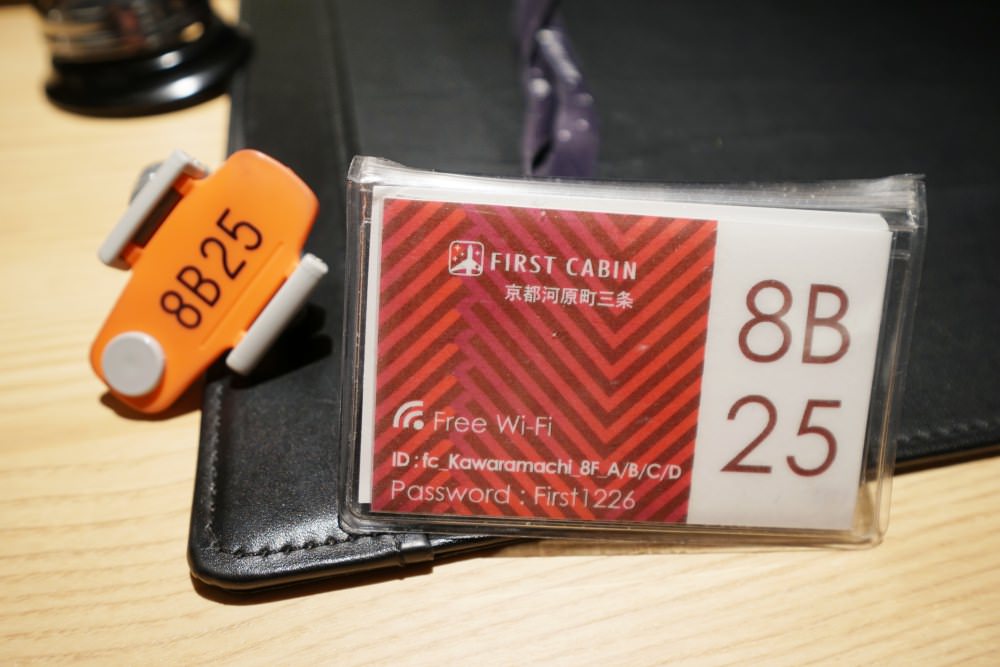 8B25
FIRST CABIN
京都河原町三条
Free Wi-Fi
ID : fc_Kawaramachi_8F_A/B/C/D
Password : First1226
8B
25